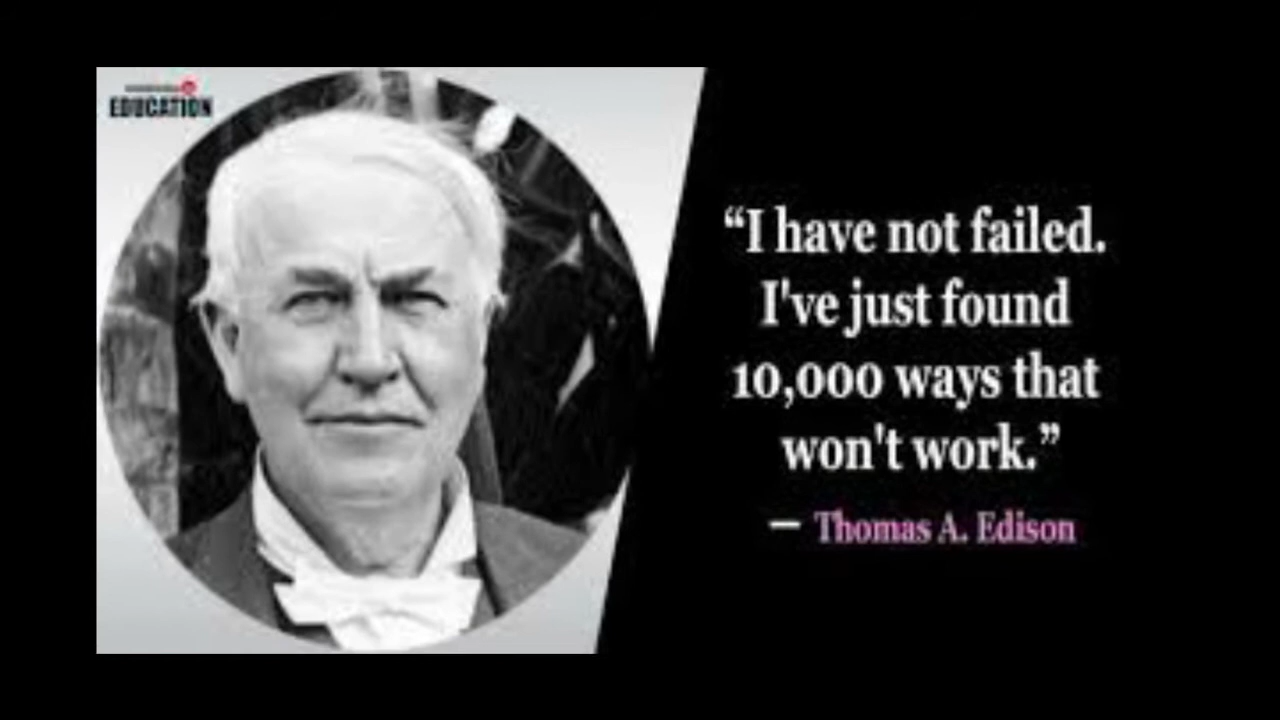 EDUCATION
“I have not failed.
I've just found
10,000 ways that
won't work.”
— Thomas A. Edison